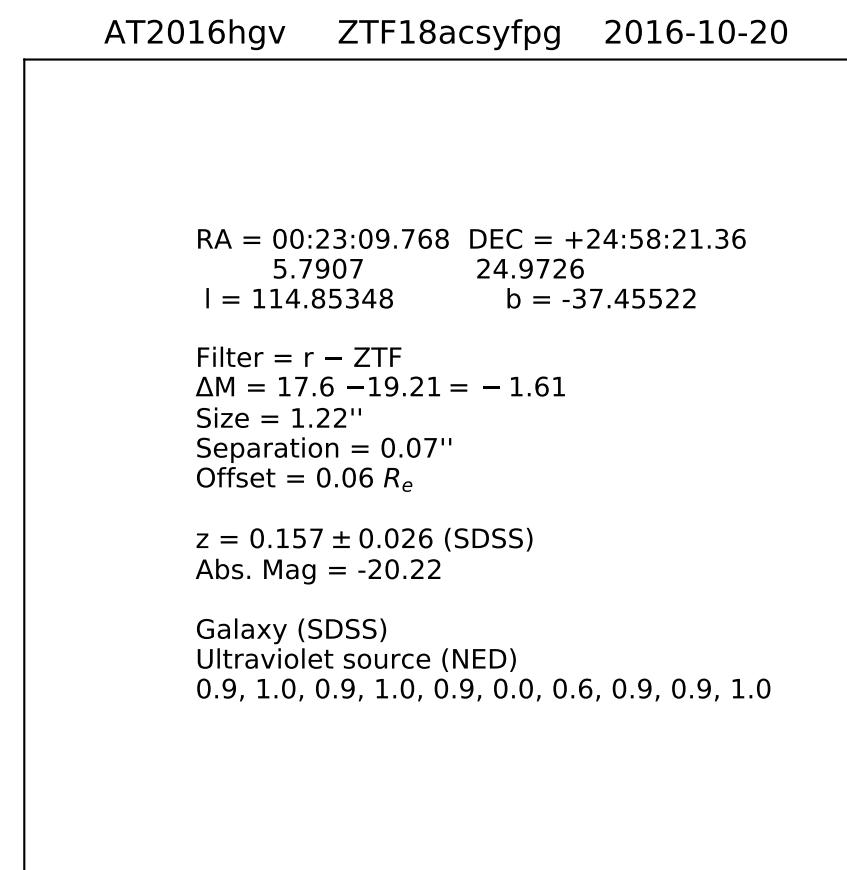 AT2016hgv ZTF18acsyfpg 2016-10-20
RA = 00:23:09.768 DEC = +24:58:21.36
5.7907 24.9726
l = 114.85348 b = -37.45522
Filter = r − ZTF
ΔM = 17.6 −19.21 = − 1.61
Size = 1.22''
Separation = 0.07''
Offset = 0.06 Rₑ
z = 0.157 ± 0.026 (SDSS)
Abs. Mag = -20.22
Galaxy (SDSS)
Ultraviolet source (NED)
0.9, 1.0, 0.9, 1.0, 0.9, 0.0, 0.6, 0.9, 0.9, 1.0